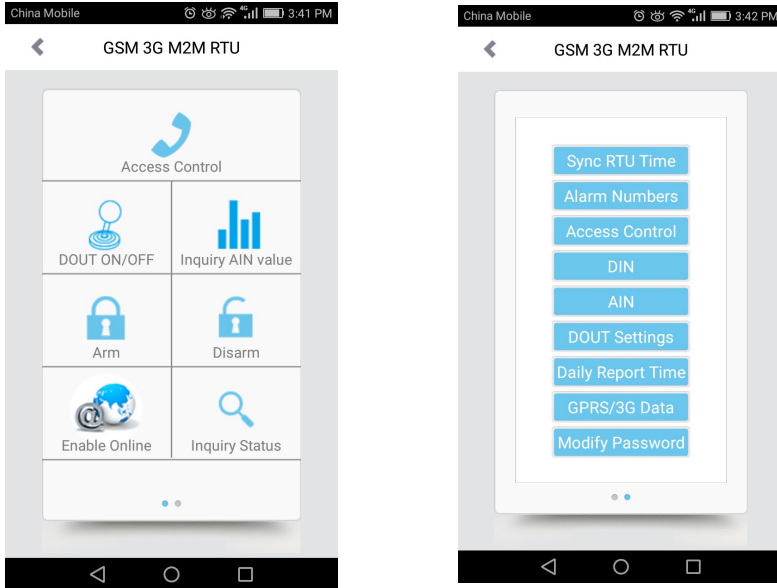 China Mobile 4G 3:41 PM
GSM 3G M2M RTU
Access Control
DOUT ON/OFF
Inquiry AIN value
Arm
Disarm
@
Enable Online
Inquiry Status
China Mobile 4G 3:42 PM
GSM 3G M2M RTU
Sync RTU Time
Alarm Numbers
Access Control
DIN
AIN
DOUT Settings
Daily Report Time
GPRS/3G Data
Modify Password